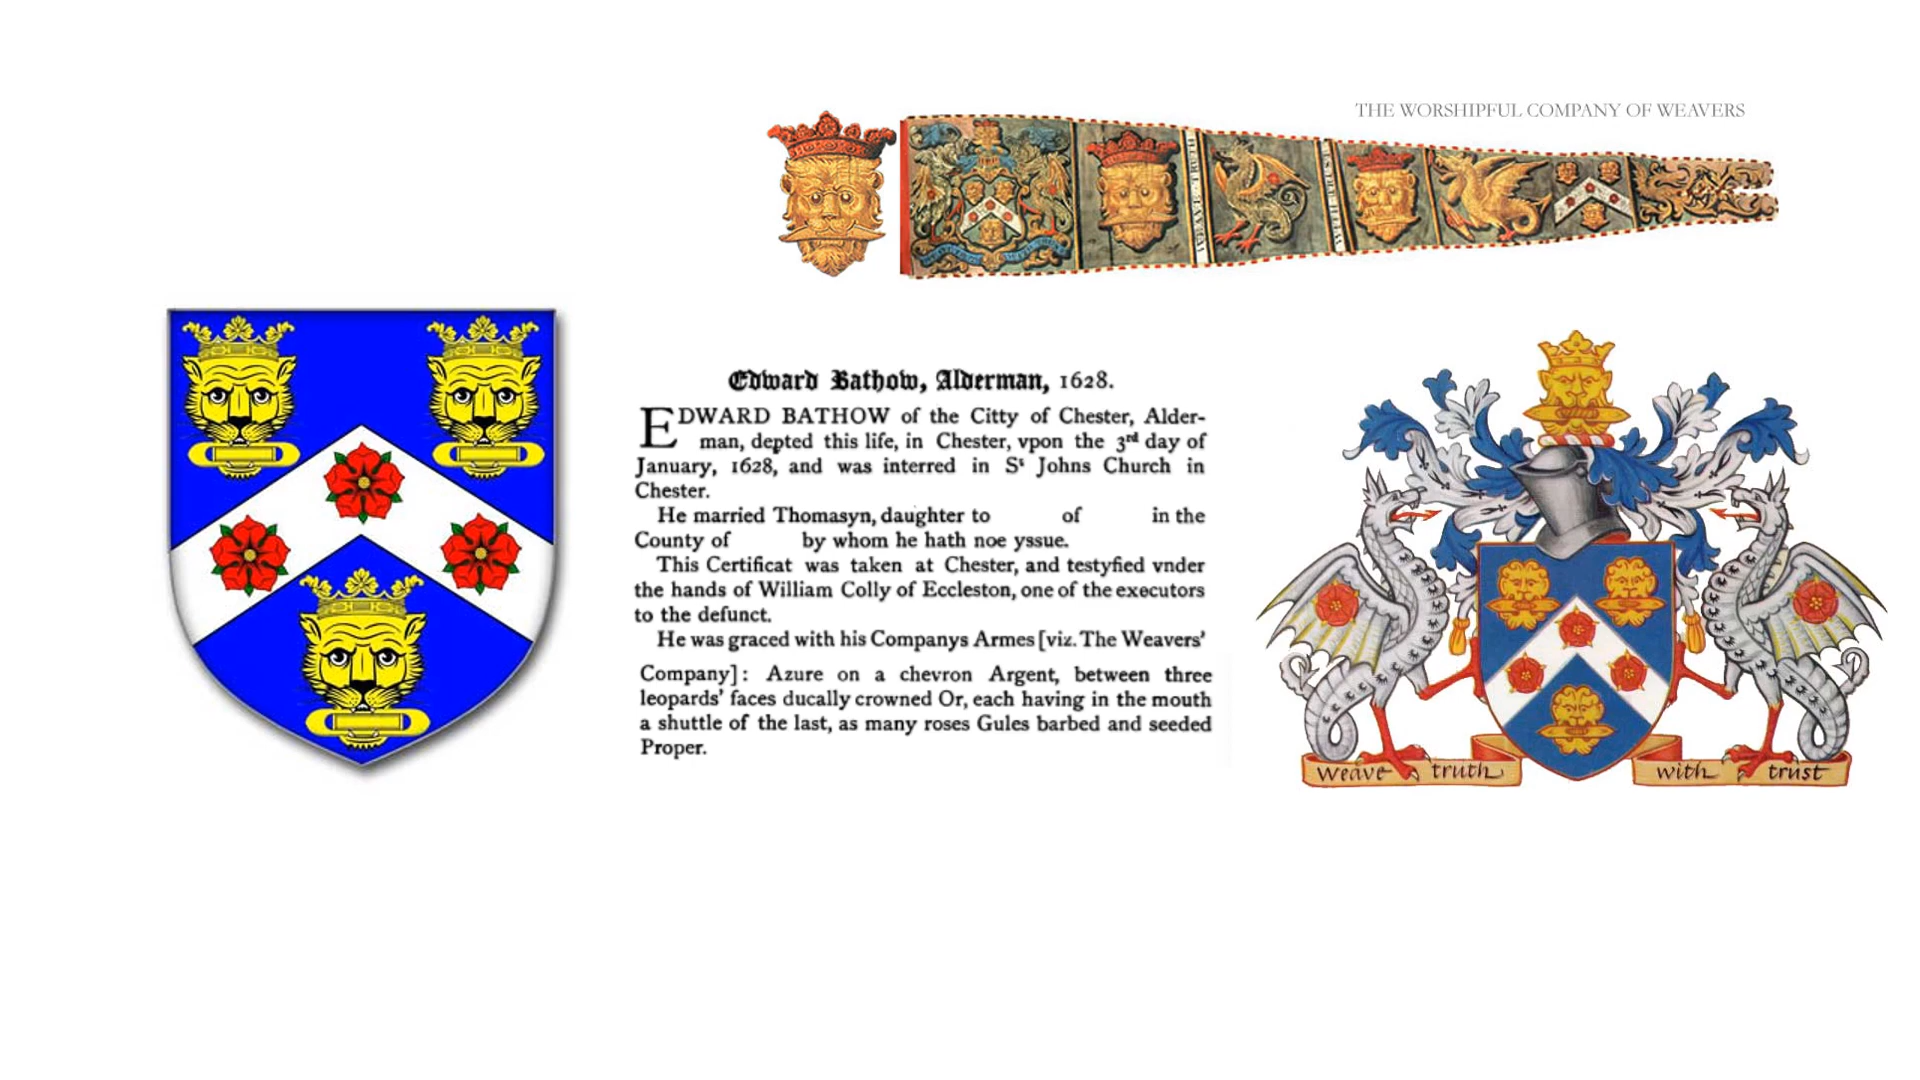 THE WORSHIPFUL COMPANY OF WEAVERS
WEAVE TRUTH
WITH TRUST
Edward Bathow, Alderman, 1628.
EDWARD BATHOW of the Citty of Chester, Alder-
man, depted this life, in Chester, vpon the 3rd day of
January, 1628, and was interred in St Johns Church in
Chester.
He married Thomasyn, daughter to of in the
County of by whom he hath noe yssue.
This Certificat was taken at Chester, and testyfied vnder
the hands of William Colly of Eccleston, one of the executors
to the defunct.
He was graced with his Companys Armes [viz. The Weavers'
Company]: Azure on a chevron Argent, between three
leopards' faces ducally crowned Or, each having in the mouth
a shuttle of the last, as many roses Gules barbed and seeded
Proper.
weave truth
with trust